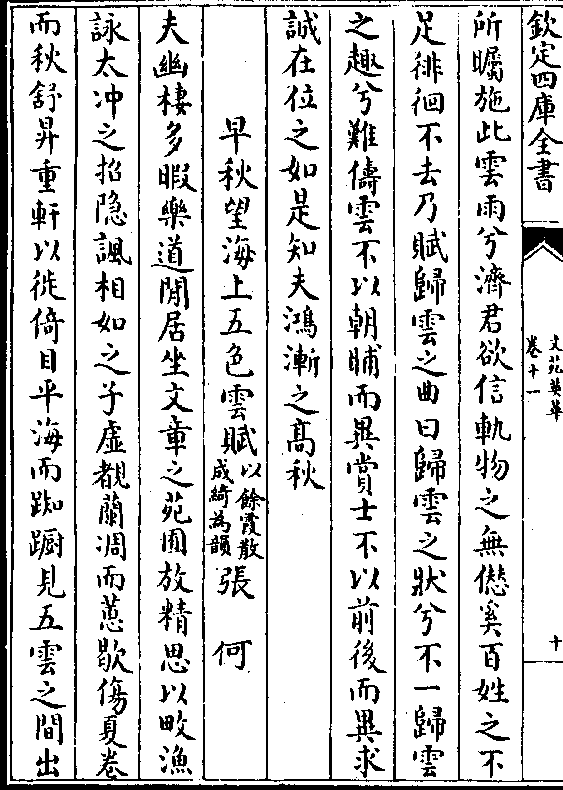 欽定四庫全書
文苑英華
卷十一
十
所矚施此雲雨兮濟君欲信軌物之無愆奚百姓之不
足徘徊不去乃賦歸雲之曲曰歸雲之狀兮不一歸雲
之趣兮難儔雲不以朝晡而異賞士不以前後而異求
誠在位之如是知夫鴻漸之髙秋
早秋望海上五色雲賦以餘霞散成綺為韻張何
夫幽棲多暇樂道閒居坐文章之苑囿放精思以畋漁
詠太冲之招隐諷相如之子虛覩蘭凋而蕙歇傷夏卷
而秋舒昇重軒以徙倚目平海而踟蹰見五雲之間出